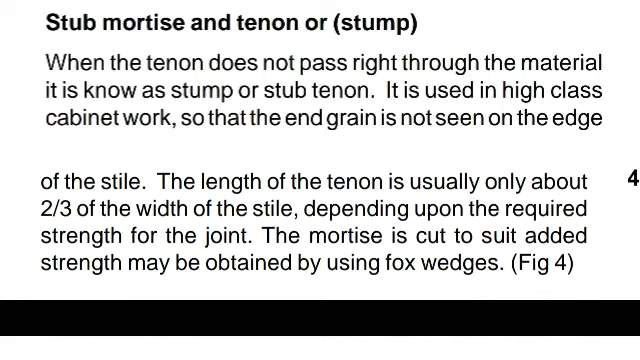 Stub mortise and tenon or (stump)
When the tenon does not pass right through the material
it is know as stump or stub tenon. It is used in high class
cabinet work, so that the end grain is not seen on the edge
of the stile. The length of the tenon is usually only about
4
2/3 of the width of the stile, depending upon the required
strength for the joint. The mortise is cut to suit added
strength may be obtained by using fox wedges. (Fig 4)